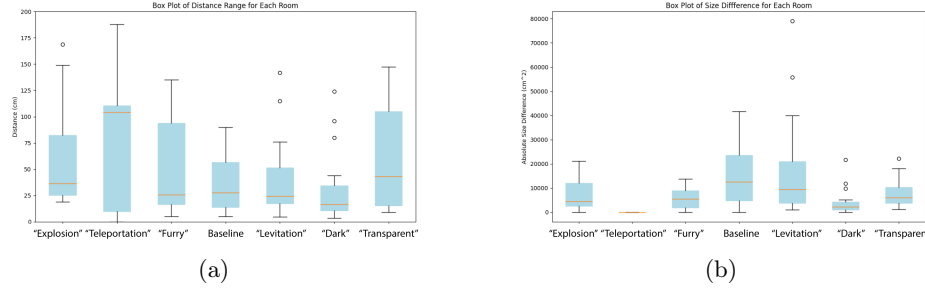 Box Plot of Distance Range for Each Room
200
175
150
125
100
75
50
25
0
Distance (cm)
"Explosion" "Teleportation" "Furry" Baseline "Levitation" "Dark" "Transparent"
(a)
Box Plot of Size Diffference for Each Room
80000
70000
60000
50000
40000
30000
20000
10000
0
Absolute Size Difference (cm^2)
"Explosion" "Teleportation" "Furry" Baseline "Levitation" "Dark" "Transparen
(b)